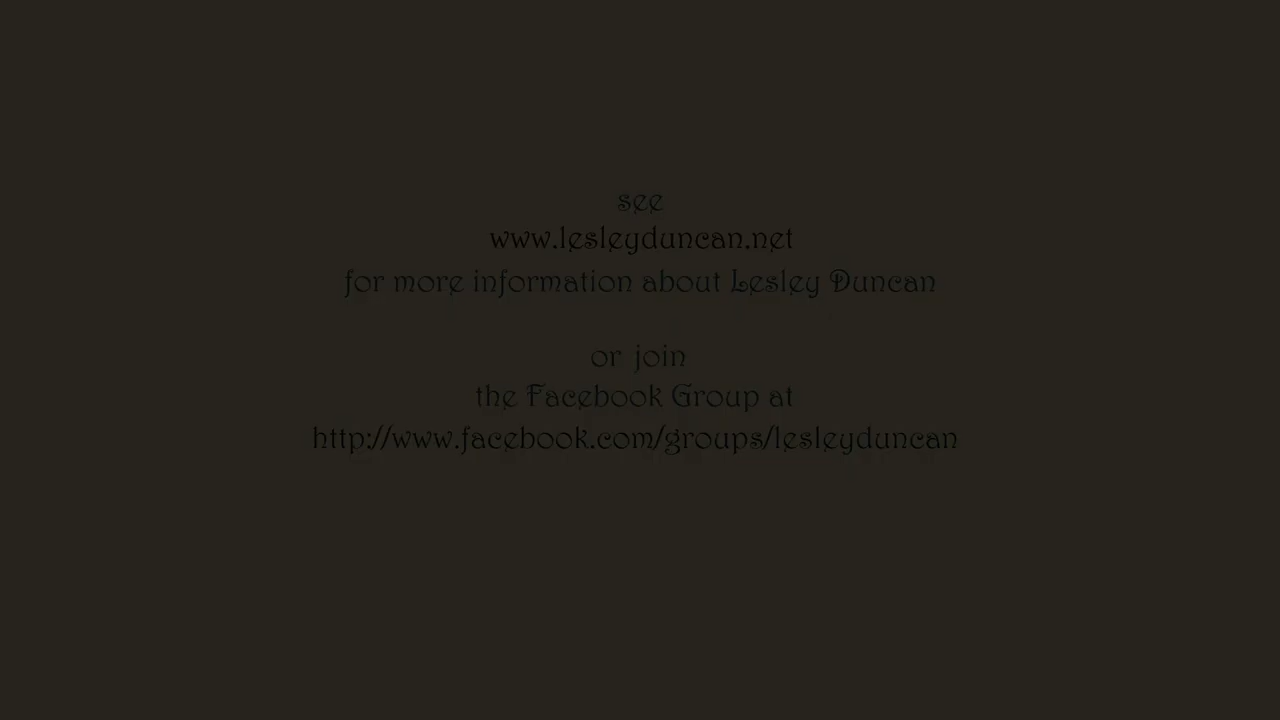 see
www.lesleyduncan.net
for more information about Lesley Duncan
or join
the Facebook Group at
http://www.facebook.com/groups/lesleyduncan